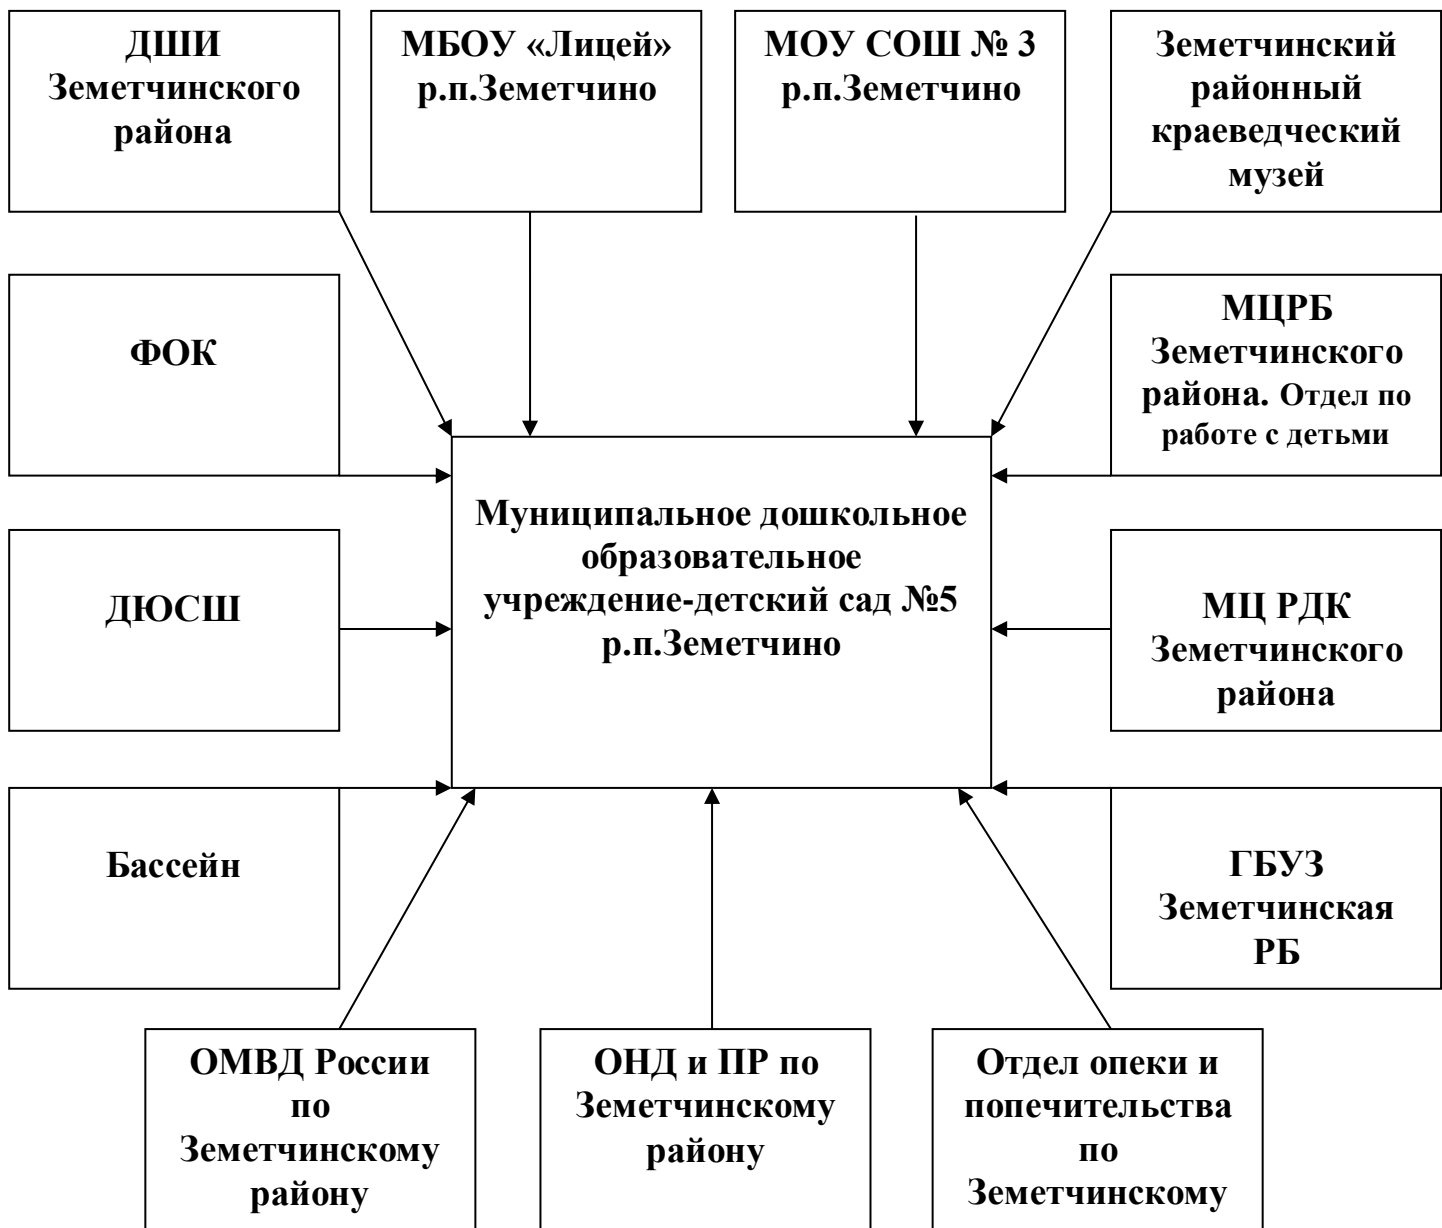 ДШИ
Земетчинского
района
МБОУ «Лицей»
р.п.Земетчино
МОУ СОШ № 3
р.п.Земетчино
Земетчинский
районный
краеведческий
музей
ФОК
МЦРБ
Земетчинского
района. Отдел по
работе с детьми
Муниципальное дошкольное
образовательное
учреждение-детский сад №5
р.п.Земетчино
ДЮСШ
МЦ РДК
Земетчинского
района
Бассейн
ГБУЗ
Земетчинская
РБ
ОМВД России
по
Земетчинскому
району
ОНД и ПР по
Земетчинскому
району
Отдел опеки и
попечительства
по
Земетчинскому